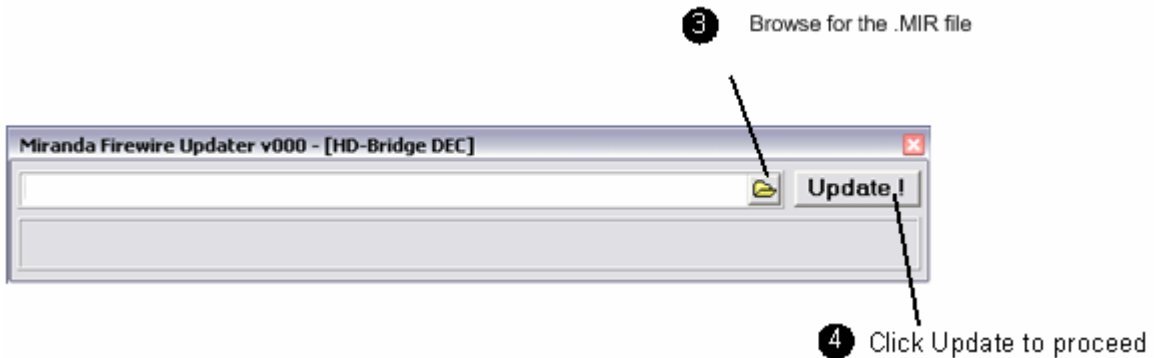 3 Browse for the .MIR file
Miranda Firewire Updater v000 - [HD-Bridge DEC]
Update !
4 Click Update to proceed